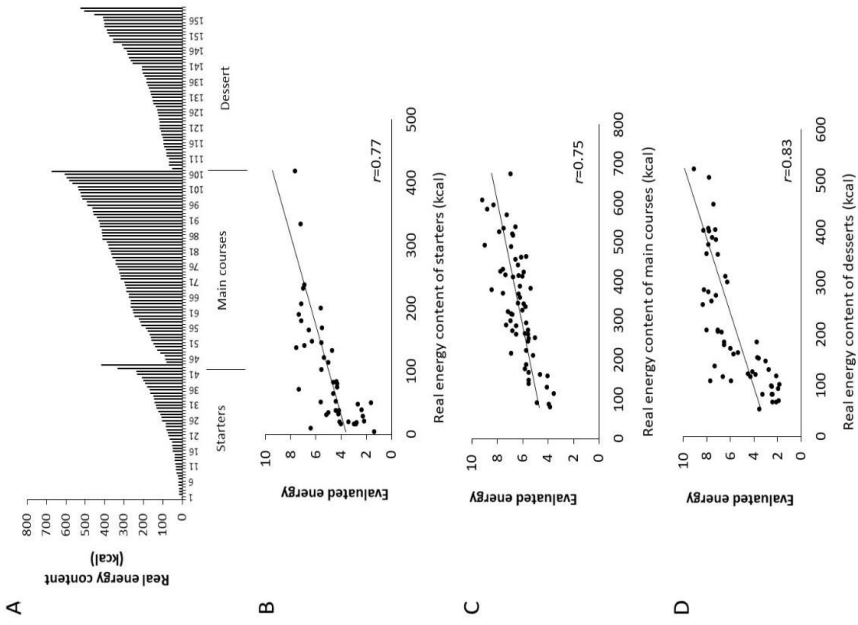 A
Real energy content
(kcal)
800
700
600
500
400
300
200
100
0
1 6 11 16 21 26 31 36 41 46 51 56 61 66 71 76 81 86 91 96 101 106 111 116 121 126 131 136 141 146 151 156
Starters Main courses Dessert
B
Evaluated energy
10
8
6
4
2
0
0 100 200 300 400 500
r=0.77
Real energy content of starters (kcal)
C
Evaluated energy
10
8
6
4
2
0
0 100 200 300 400 500 600 700 800
r=0.75
Real energy content of main courses (kcal)
D
Evaluated energy
10
8
6
4
2
0
0 100 200 300 400 500 600
r=0.83
Real energy content of desserts (kcal)